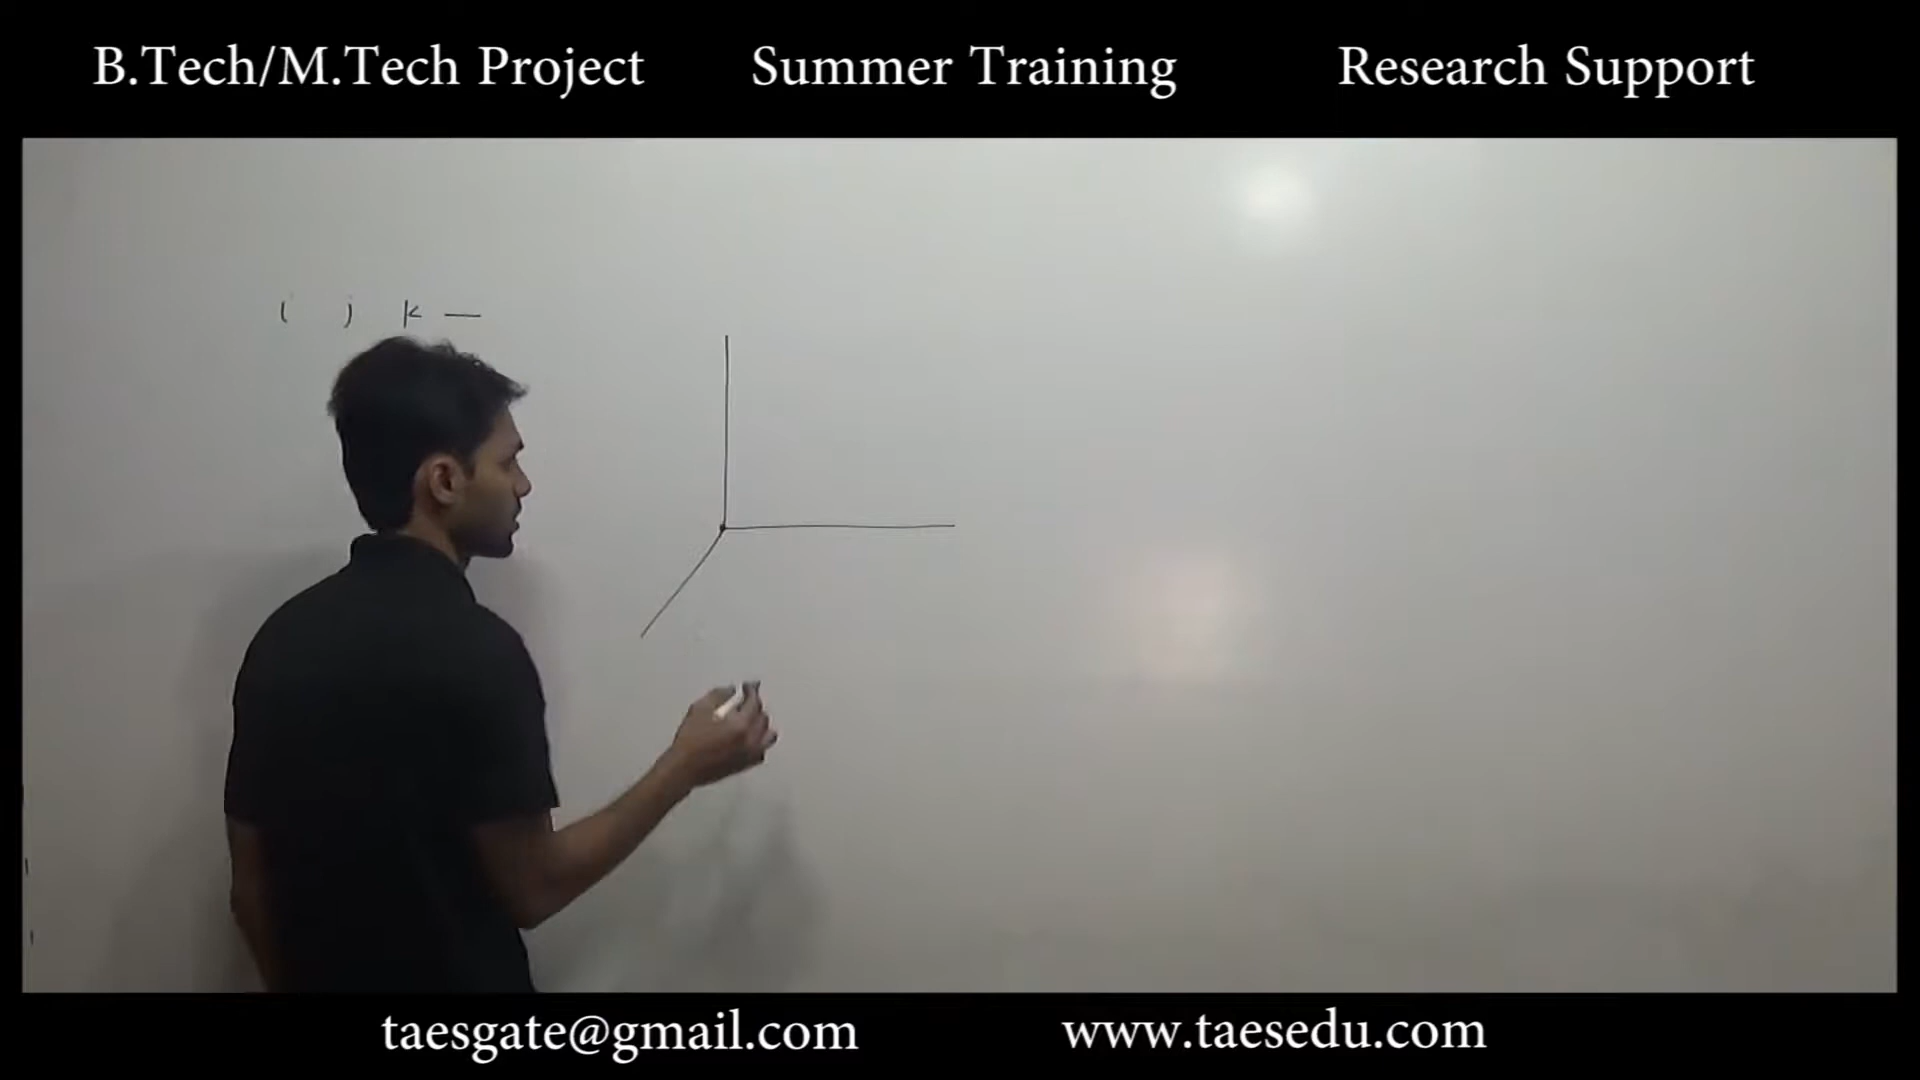 B.Tech/M.Tech Project Summer Training Research Support
i j k —
taesgate@gmail.com www.taesedu.com